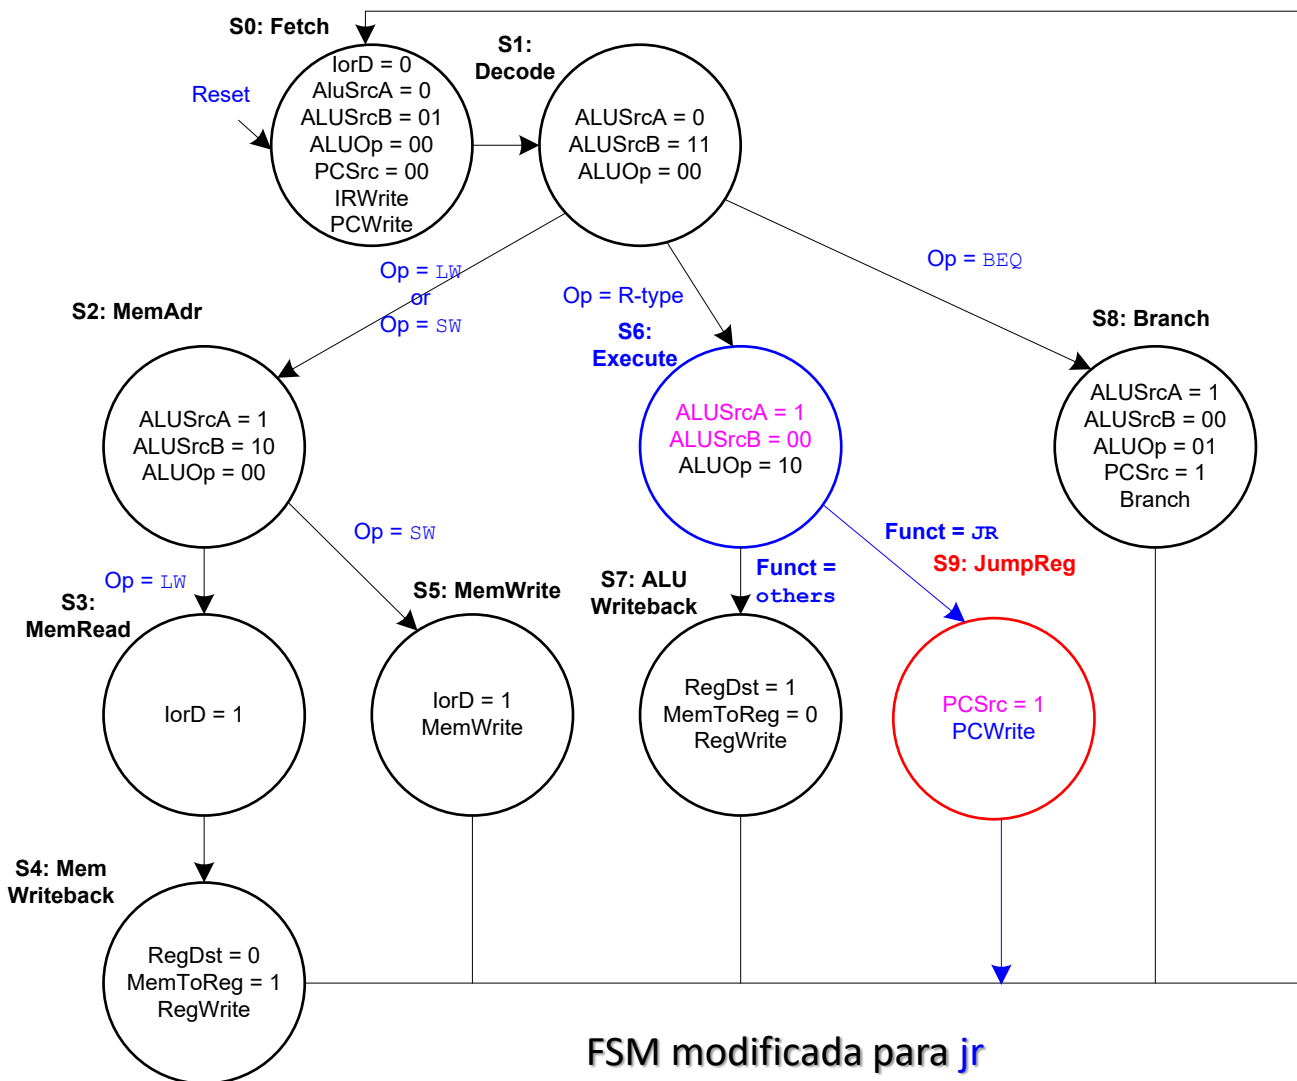 S0: Fetch
IorD = 0
AluSrcA = 0
ALUSrcB = 01
ALUOp = 00
PCSrc = 00
IRWrite
PCWrite
Reset
S1:
Decode
ALUSrcA = 0
ALUSrcB = 11
ALUOp = 00
Op = LW
or
Op = SW
Op = R-type
Op = BEQ
S2: MemAdr
ALUSrcA = 1
ALUSrcB = 10
ALUOp = 00
S6:
Execute
ALUSrcA = 1
ALUSrcB = 00
ALUOp = 10
S8: Branch
ALUSrcA = 1
ALUSrcB = 00
ALUOp = 01
PCSrc = 1
Branch
Op = LW
Op = SW
Funct = others
Funct = JR
S3:
MemRead
IorD = 1
S5: MemWrite
IorD = 1
MemWrite
S7: ALU
Writeback
RegDst = 1
MemToReg = 0
RegWrite
S9: JumpReg
PCSrc = 1
PCWrite
S4: Mem
Writeback
RegDst = 0
MemToReg = 1
RegWrite
FSM modificada para jr